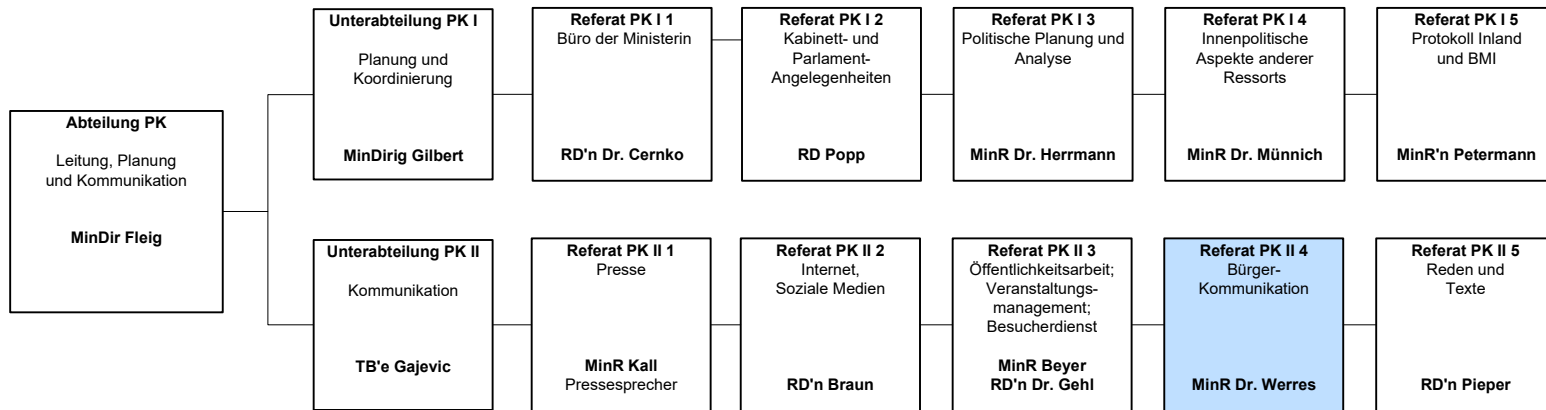 Abteilung PK
Leitung, Planung
und Kommunikation
MinDir Fleig
Unterabteilung PK I
Planung und
Koordinierung
MinDirig Gilbert
Referat PK I 1
Büro der Ministerin
RD'n Dr. Cernko
Referat PK I 2
Kabinett- und
Parlament-
Angelegenheiten
RD Popp
Referat PK I 3
Politische Planung und
Analyse
MinR Dr. Herrmann
Referat PK I 4
Innenpolitische
Aspekte anderer
Ressorts
MinR Dr. Münnich
Referat PK I 5
Protokoll Inland
und BMI
MinR'n Petermann
Unterabteilung PK II
Kommunikation
TB'e Gajevic
Referat PK II 1
Presse
MinR Kall
Pressesprecher
Referat PK II 2
Internet,
Soziale Medien
RD'n Braun
Referat PK II 3
Öffentlichkeitsarbeit;
Veranstaltungs-
management;
Besucherdienst
MinR Beyer
RD'n Dr. Gehl
Referat PK II 4
Bürger-
Kommunikation
MinR Dr. Werres
Referat PK II 5
Reden und
Texte
RD'n Pieper